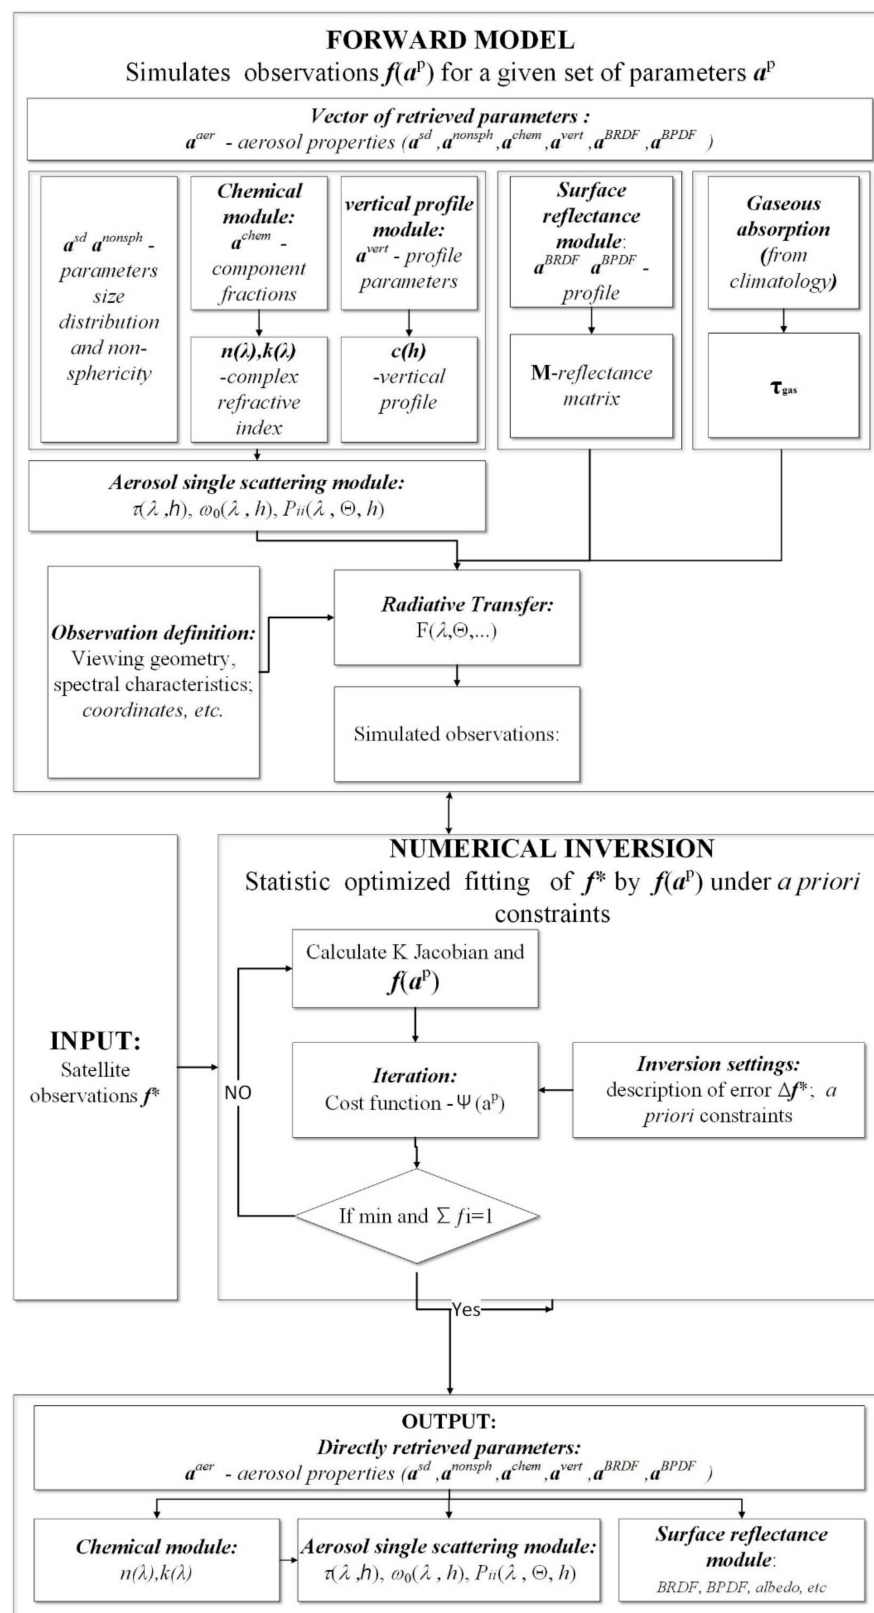 FORWARD MODEL
Simulates observations f(aᵖ) for a given set of parameters aᵖ
Vector of retrieved parameters :
a^aer - aerosol properties (a^sd ,a^nonsph,a^chem ,a^vert ,a^BRDF ,a^BPDF )
a^sd a^nonsph -
parameters
size
distribution
and non-
sphericity
Chemical
module:
a^chem –
component
fractions
n(λ),k(λ)
-complex
refractive
index
vertical profile
module:
a^vert - profile
parameters
c(h)
-vertical
profile
Surface
reflectance
module:
a^BRDF a^BPDF -
profile
M-reflectance
matrix
Gaseous
absorption
(from
climatology)
τgas
Aerosol single scattering module:
τ(λ ,h), ω₀(λ , h), Pii(λ , Θ, h)
Observation definition:
Viewing geometry,
spectral characteristics;
coordinates, etc.
Radiative Transfer:
F(λ,Θ,...)
Simulated observations:
INPUT:
Satellite
observations f*
NUMERICAL INVERSION
Statistic optimized fitting of f* by f(aᵖ) under a priori
constraints
Calculate K Jacobian and
f(aᵖ)
Iteration:
Cost function - Ψ (aᵖ)
Inversion settings:
description of error Δf*; a
priori constraints
NO
If min and Σ fi=1
Yes
OUTPUT:
Directly retrieved parameters:
a^aer - aerosol properties (a^sd ,a^nonsph,a^chem ,a^vert ,a^BRDF ,a^BPDF )
Chemical module:
n(λ),k(λ)
Aerosol single scattering module:
τ(λ ,h), ω₀(λ , h), Pii(λ , Θ, h)
Surface reflectance
module:
BRDF, BPDF, albedo, etc